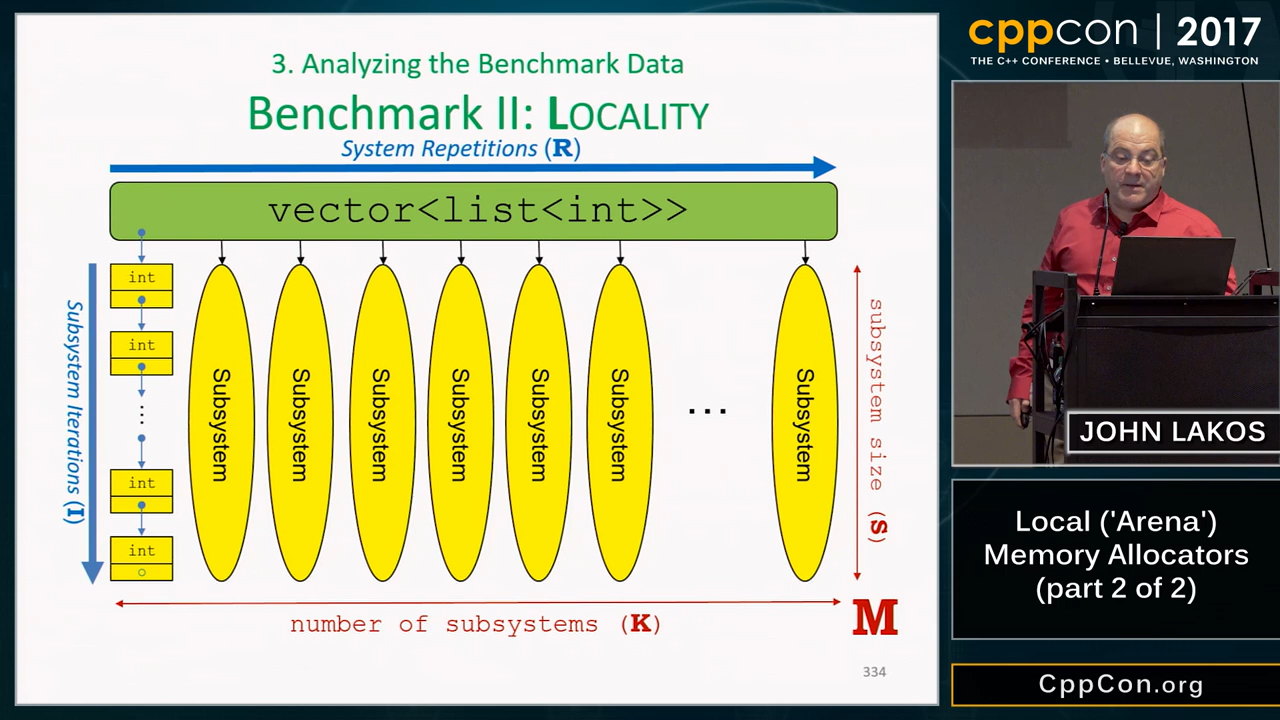 3. Analyzing the Benchmark Data
Benchmark II: LOCALITY
System Repetitions (R)
vector<list<int>>
int
int
⋮
int
int
Subsystem Iterations (I)
Subsystem
Subsystem
Subsystem
Subsystem
Subsystem
Subsystem
...
Subsystem
subsystem size (S)
number of subsystems (K)
M
334
cppcon | 2017
THE C++ CONFERENCE • BELLEVUE, WASHINGTON
JOHN LAKOS
Local ('Arena')
Memory Allocators
(part 2 of 2)
CppCon.org